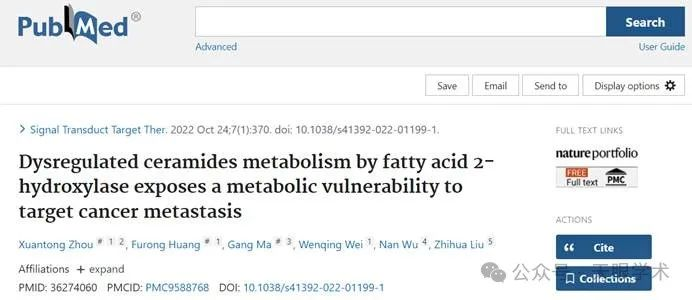 PubMed®
Search
Advanced
User Guide
Save
Email
Send to
Display options
> Signal Transduct Target Ther. 2022 Oct 24;7(1):370. doi: 10.1038/s41392-022-01199-1.
Dysregulated ceramides metabolism by fatty acid 2-
hydroxylase exposes a metabolic vulnerability to
target cancer metastasis
Xuantong Zhou # 1 2, Furong Huang # 1, Gang Ma # 3, Wenqing Wei 1, Nan Wu 4, Zhihua Liu 5
Affiliations + expand
PMID: 36274060 PMCID: PMC9588768 DOI: 10.1038/s41392-022-01199-1
FULL TEXT LINKS
natureportfolio
FREE
Full text
PMC
ACTIONS
Cite
Collections
公众号 · 天眼学术